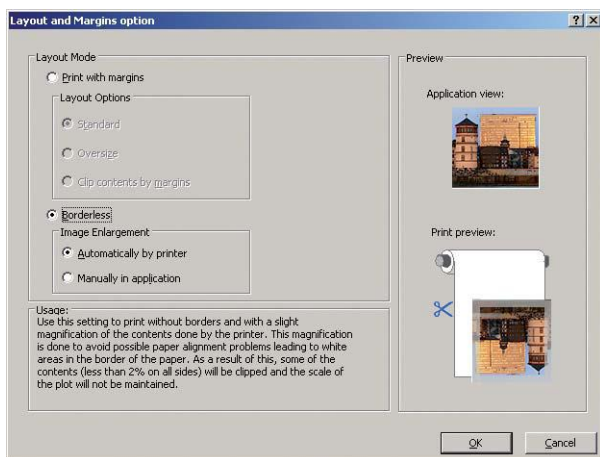 Layout and Margins option
Layout Mode
Print with margins
Layout Options
Standard
Oversize
Clip contents by margins
Borderless
Image Enlargement
Automatically by printer
Manually in application
Usage:
Use this setting to print without borders and with a slight
magnification of the contents done by the printer. This magnification
is done to avoid possible paper alignment problems leading to white
areas in the border of the paper. As a result of this, some of the
contents (less than 2% on all sides) will be clipped and the scale of
the plot will not be maintained.
Preview
Application view:
Print preview:
OK
Cancel